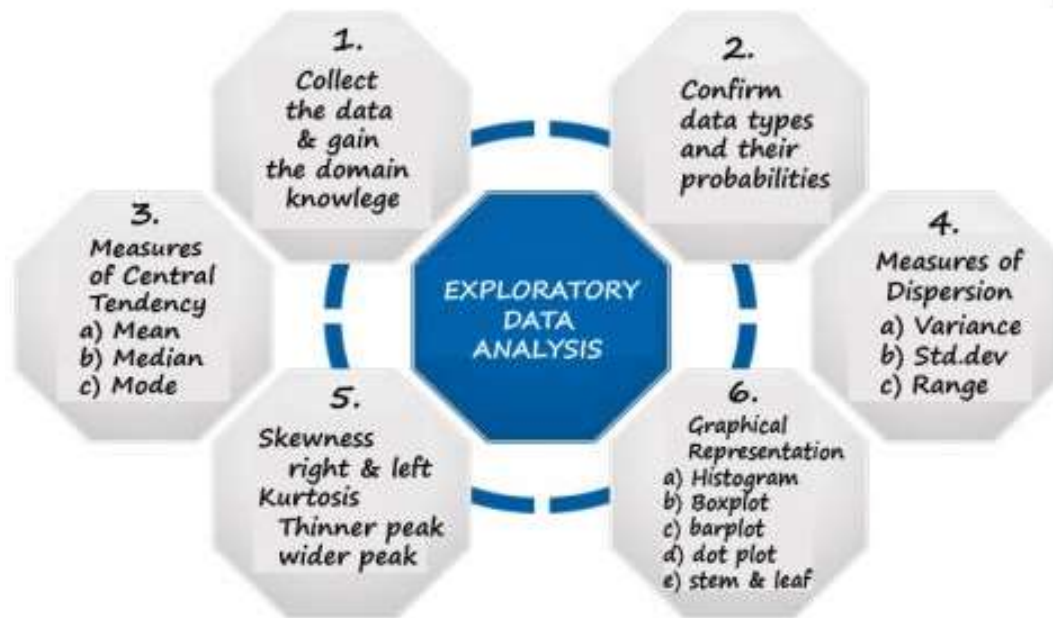 1.
Collect
the data
& gain
the domain
knowlege
2.
Confirm
data types
and their
probabilities
3.
Measures
of Central
Tendency
a) Mean
b) Median
c) Mode
EXPLORATORY
DATA
ANALYSIS
4.
Measures of
Dispersion
a) Variance
b) Std.dev
c) Range
5.
Skewness
right & left
Kurtosis
Thinner peak
wider peak
6.
Graphical
Representation
a) Histogram
b) Boxplot
c) barplot
d) dot plot
e) stem & leaf